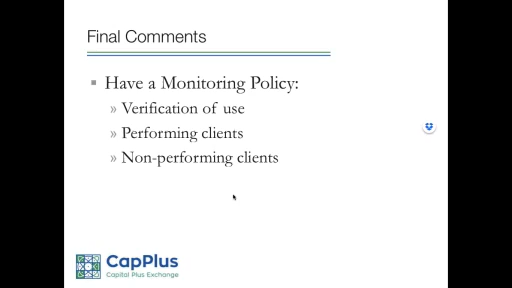 Final Comments
▪ Have a Monitoring Policy:
» Verification of use
» Performing clients
» Non-performing clients
CapPlus
Capital Plus Exchange